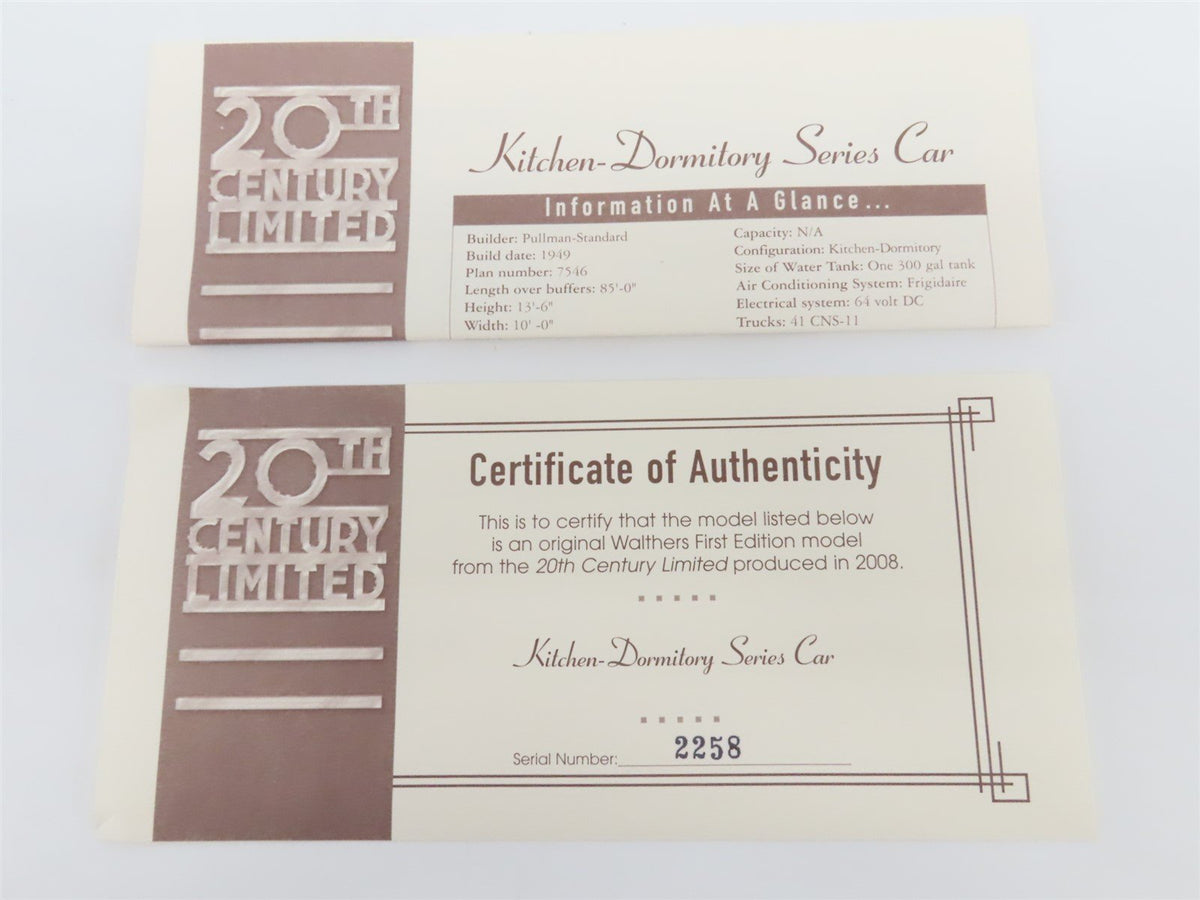 20TH
CENTURY
LIMITED
Kitchen-Dormitory Series Car
Information At A Glance...
Builder: Pullman-Standard
Build date: 1949
Plan number: 7546
Length over buffers: 85'-0"
Height: 13'-6"
Width: 10' -0"
Capacity: N/A
Configuration: Kitchen-Dormitory
Size of Water Tank: One 300 gal tank
Air Conditioning System: Frigidaire
Electrical system: 64 volt DC
Trucks: 41 CNS-11
20TH
CENTURY
LIMITED
Certificate of Authenticity
This is to certify that the model listed below
is an original Walthers First Edition model
from the 20th Century Limited produced in 2008.
Kitchen-Dormitory Series Car
Serial Number: 2258